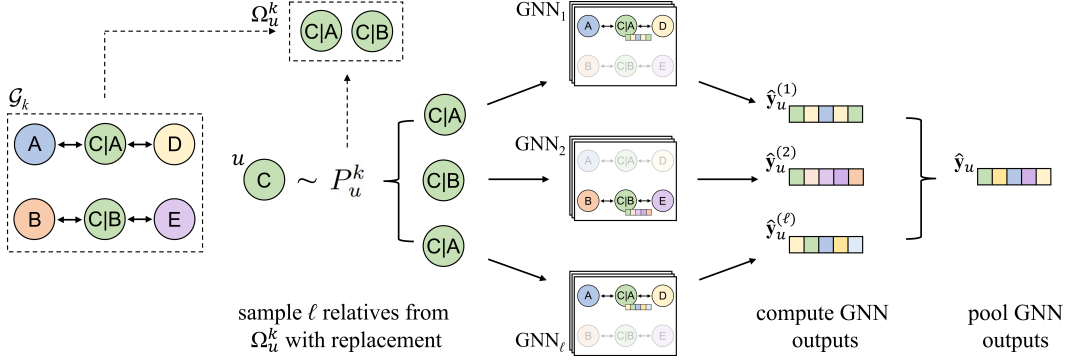 Ω_u^k
C|A C|B
𝒢_k
A C|A D
B C|B E
u
C ~ P_u^k
C|A
C|B
C|A
sample ℓ relatives from
Ω_u^k with replacement
GNN_1
A C|A D
B C|B E
GNN_2
A C|A D
B C|B E
GNN_ℓ
A C|A D
B C|B E
ŷ_u^(1)
ŷ_u^(2)
ŷ_u^(ℓ)
compute GNN
outputs
ŷ_u
pool GNN
outputs